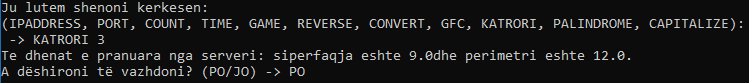 Ju lutem shenoni kerkesen:
(IPADDRESS, PORT, COUNT, TIME, GAME, REVERSE, CONVERT, GFC, KATRORI, PALINDROME, CAPITALIZE):
-> KATRORI 3
Te dhenat e pranuara nga serveri: siperfaqja eshte 9.0dhe perimetri eshte 12.0.
A dëshironi të vazhdoni? (PO/JO) -> PO